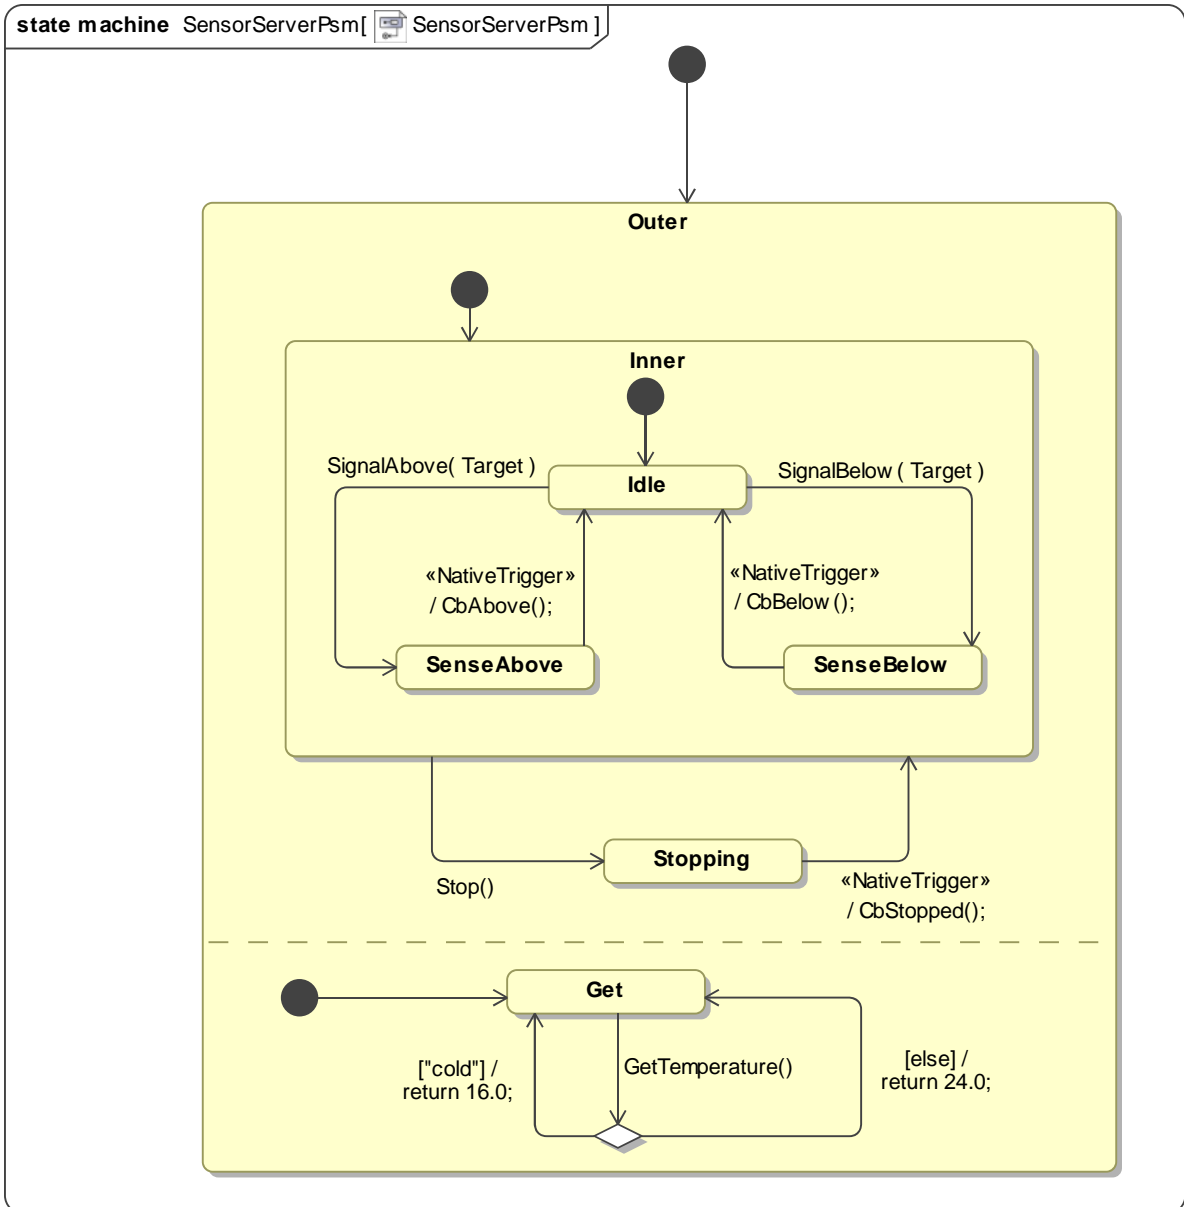 state machine SensorServerPsm[ SensorServerPsm ]
Outer
Inner
SignalAbove( Target )
Idle
SignalBelow ( Target )
«NativeTrigger»
/ CbAbove();
«NativeTrigger»
/ CbBelow ();
SenseAbove
SenseBelow
Stopping
Stop()
«NativeTrigger»
/ CbStopped();
Get
["cold"] /
return 16.0;
GetTemperature()
[else] /
return 24.0;